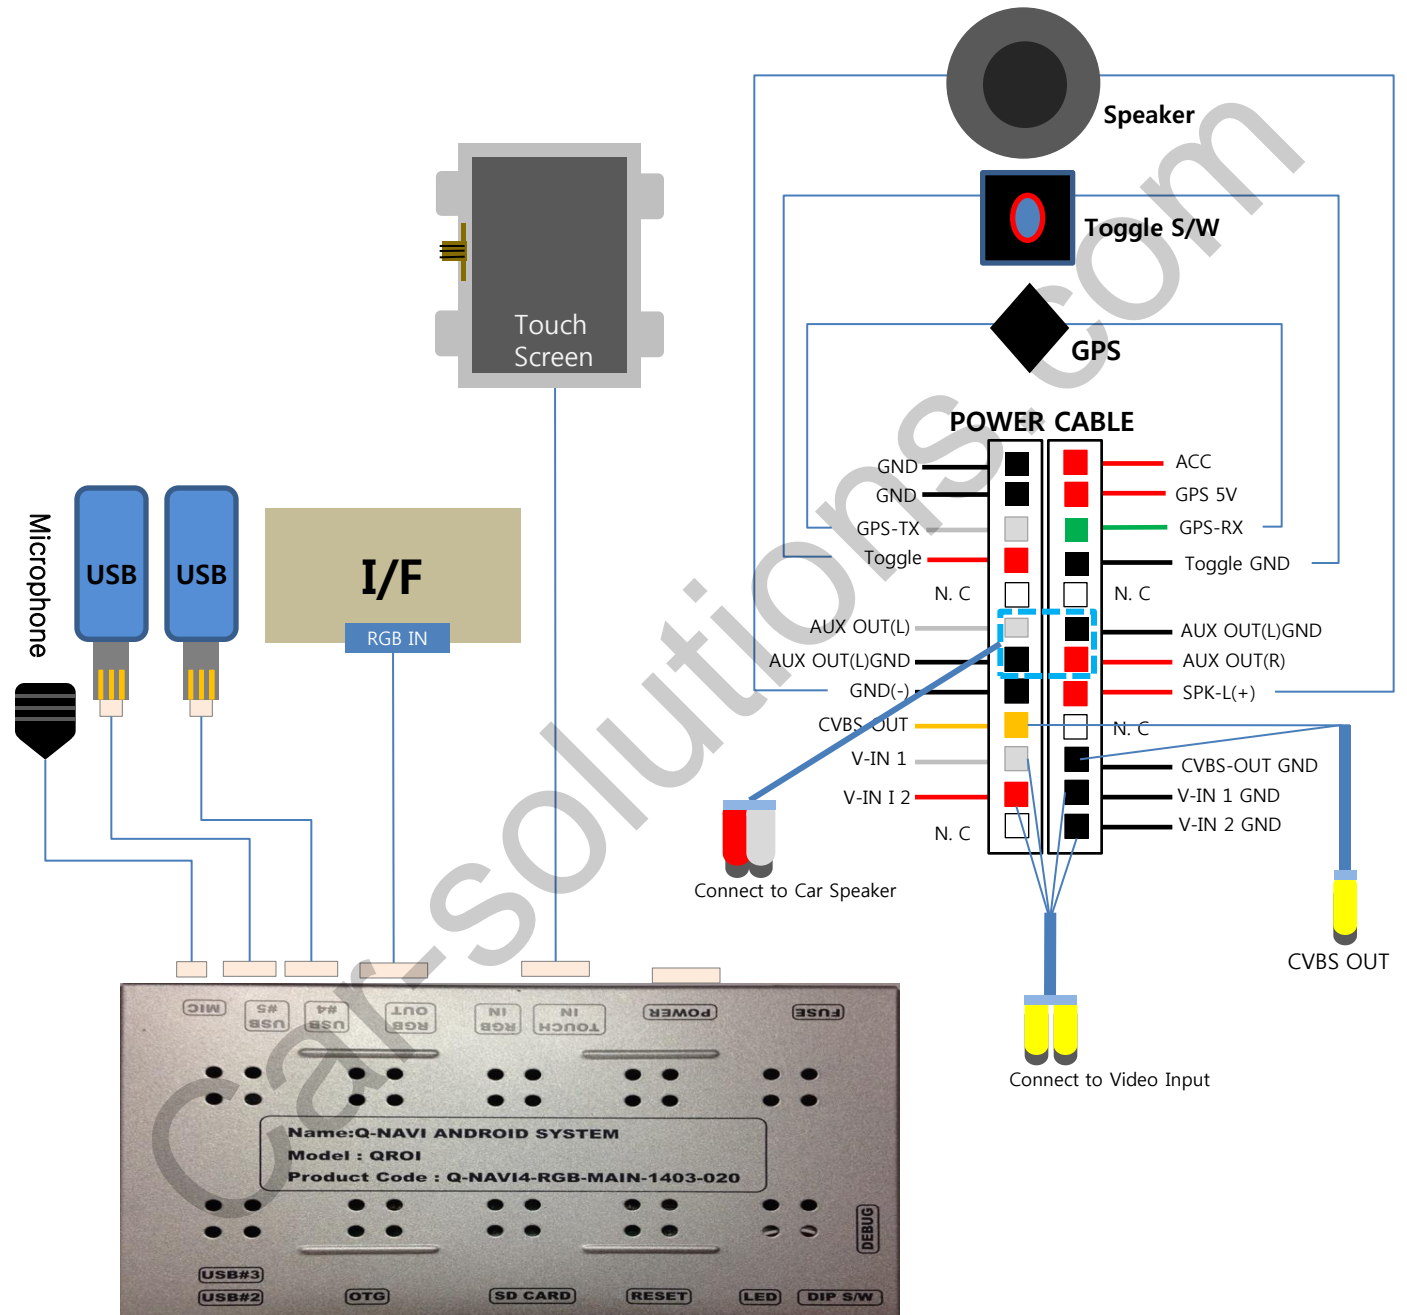 Speaker
Toggle S/W
GPS
Touch
Screen
POWER CABLE
GND
ACC
GND
GPS 5V
GPS-TX
GPS-RX
Toggle
Toggle GND
N. C
N. C
AUX OUT(L)
AUX OUT(L)GND
AUX OUT(L)GND
AUX OUT(R)
GND(-)
SPK-L(+)
CVBS OUT
N. C
V-IN 1
CVBS-OUT GND
V-IN I 2
V-IN 1 GND
N. C
V-IN 2 GND
Connect to Car Speaker
CVBS OUT
Connect to Video Input
Microphone
USB
USB
I/F
RGB IN
MIC
USB
#5
USB
#4
RGB
OUT
RGB
IN
TOUCH
IN
POWER
FUSE
Name:Q-NAVI ANDROID SYSTEM
Model : QROI
Product Code : Q-NAVI4-RGB-MAIN-1403-020
DEBUG
USB#3
USB#2
OTG
SD CARD
RESET
LED
DIP S/W
Car-solutions.com